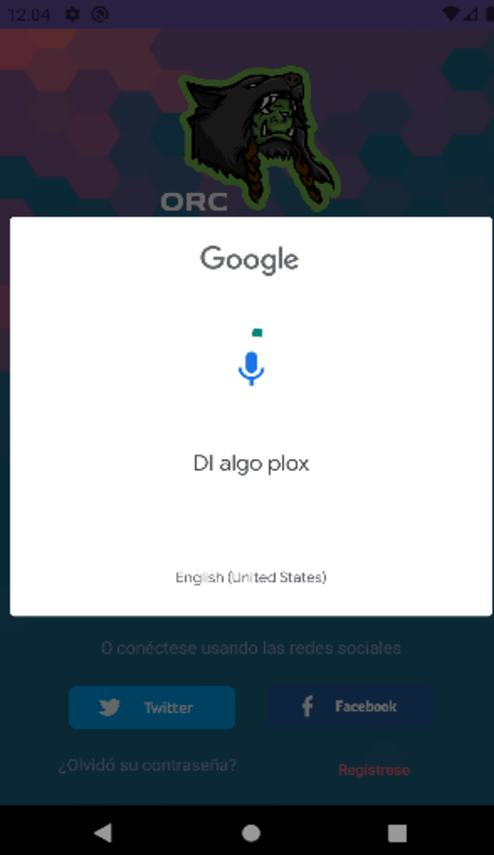 12.04
ORC
Google
DI algo plox
English (United States)
O conéctese usando las redes sociales
Twitter
Facebook
¿Olvidó su contraseña?
Registrese